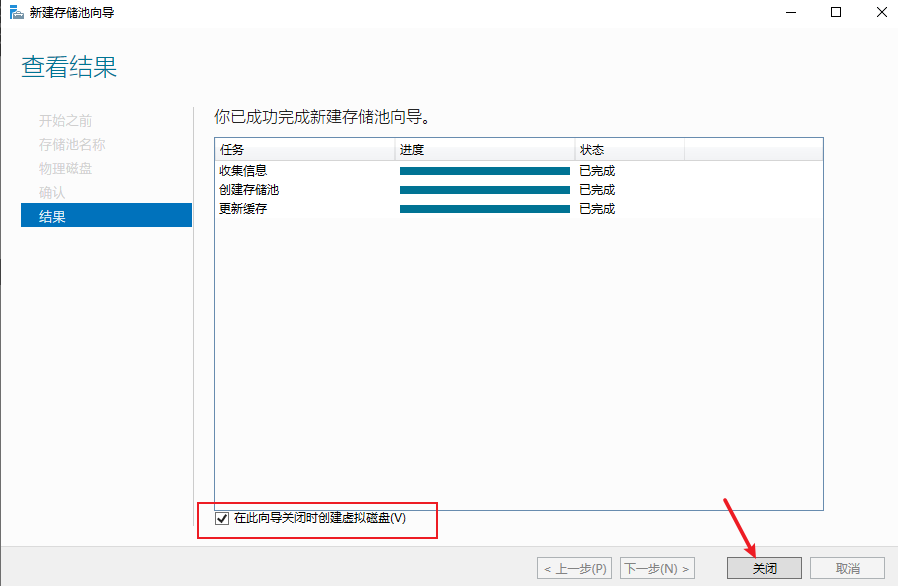 新建存储池向导
查看结果
开始之前
存储池名称
物理磁盘
确认
结果
你已成功完成新建存储池向导。
任务 进度 状态
收集信息 已完成
创建存储池 已完成
更新缓存 已完成
在此向导关闭时创建虚拟磁盘(V)
< 上一步(P) 下一步(N) > 关闭 取消